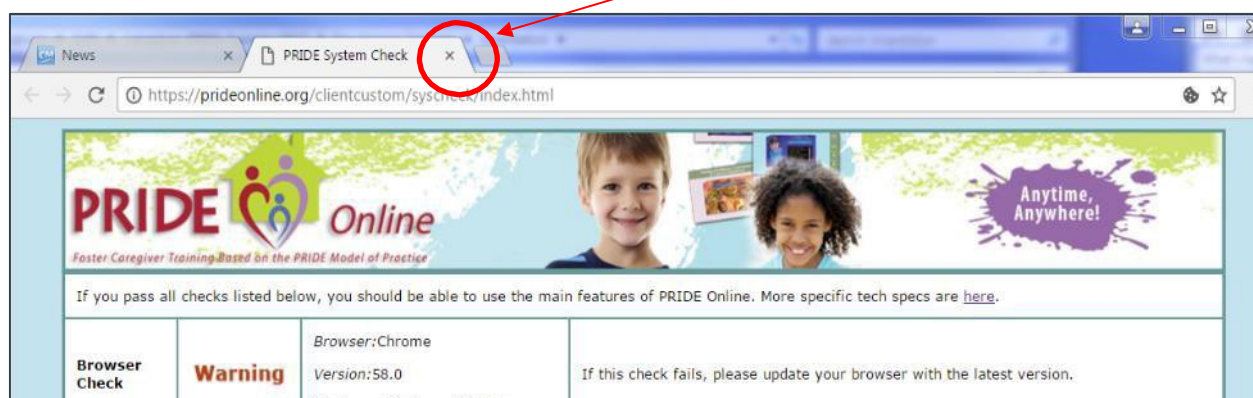 News
PRIDE System Check
https://prideonline.org/clientcustom/syscheck/index.html
PRIDE Online
Foster Caregiver Training Based on the PRIDE Model of Practice
Anytime,
Anywhere!
If you pass all checks listed below, you should be able to use the main features of PRIDE Online. More specific tech specs are here.
Browser
Check
Warning
Browser:Chrome
Version:58.0
If this check fails, please update your browser with the latest version.